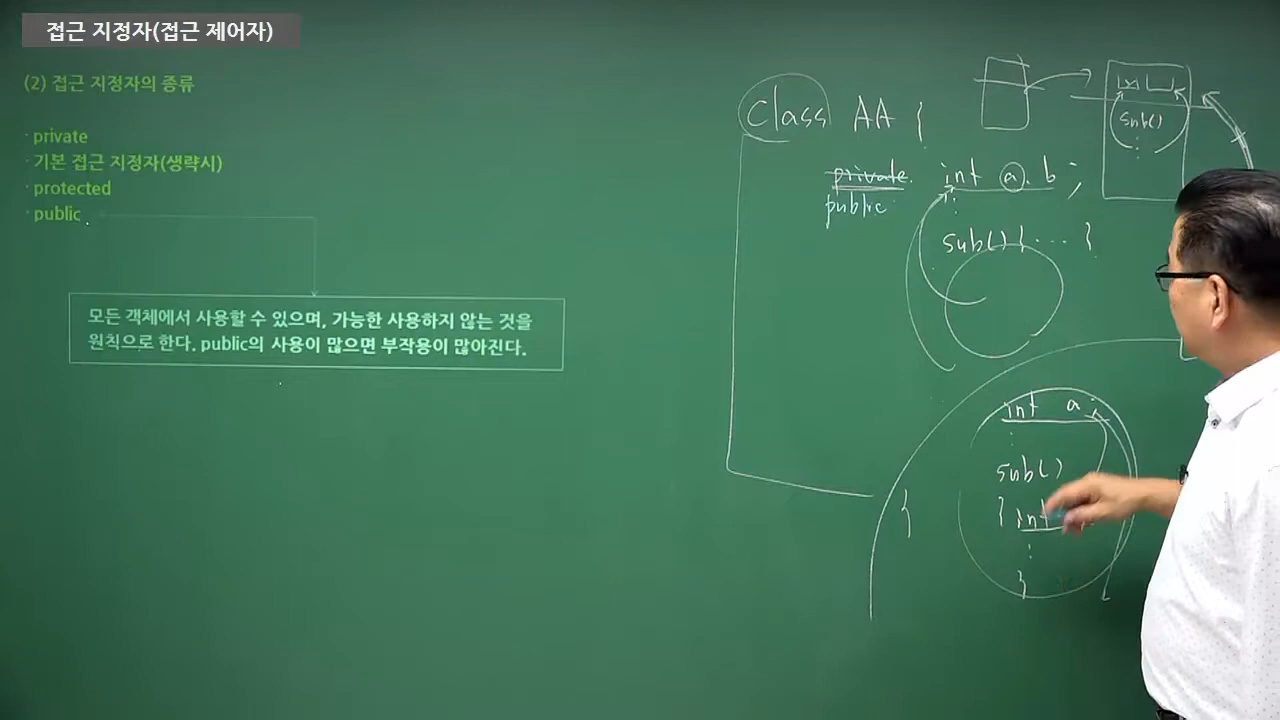 접근 지정자(접근 제어자)
(2) 접근 지정자의 종류
· private
· 기본 접근 지정자(생략시)
· protected
· public
모든 객체에서 사용할 수 있으며, 가능한 사용하지 않는 것을
원칙으로 한다. public의 사용이 많으면 부작용이 많아진다.
class AA {
private int a. b;
public
sub() { ... }
sub()
int a;
sub()
} int
}
}